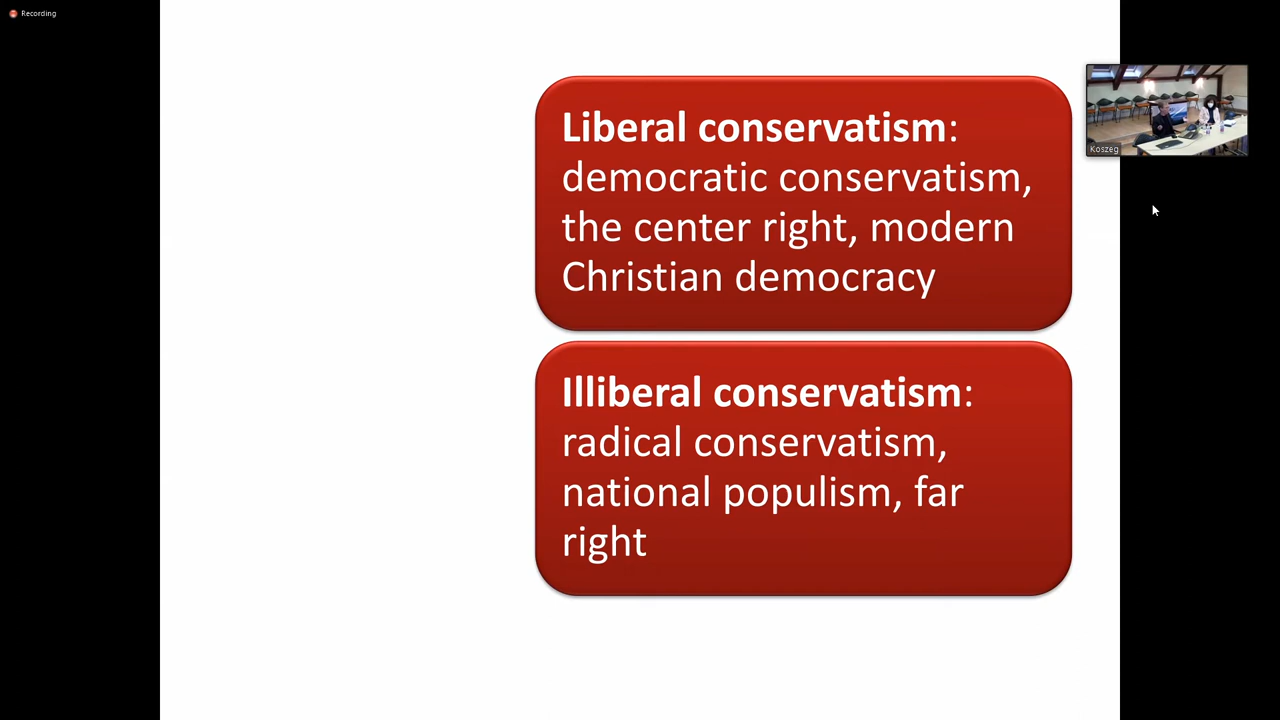 Recording
Liberal conservatism:
democratic conservatism,
the center right, modern
Christian democracy
Koszeg
Illiberal conservatism:
radical conservatism,
national populism, far
right